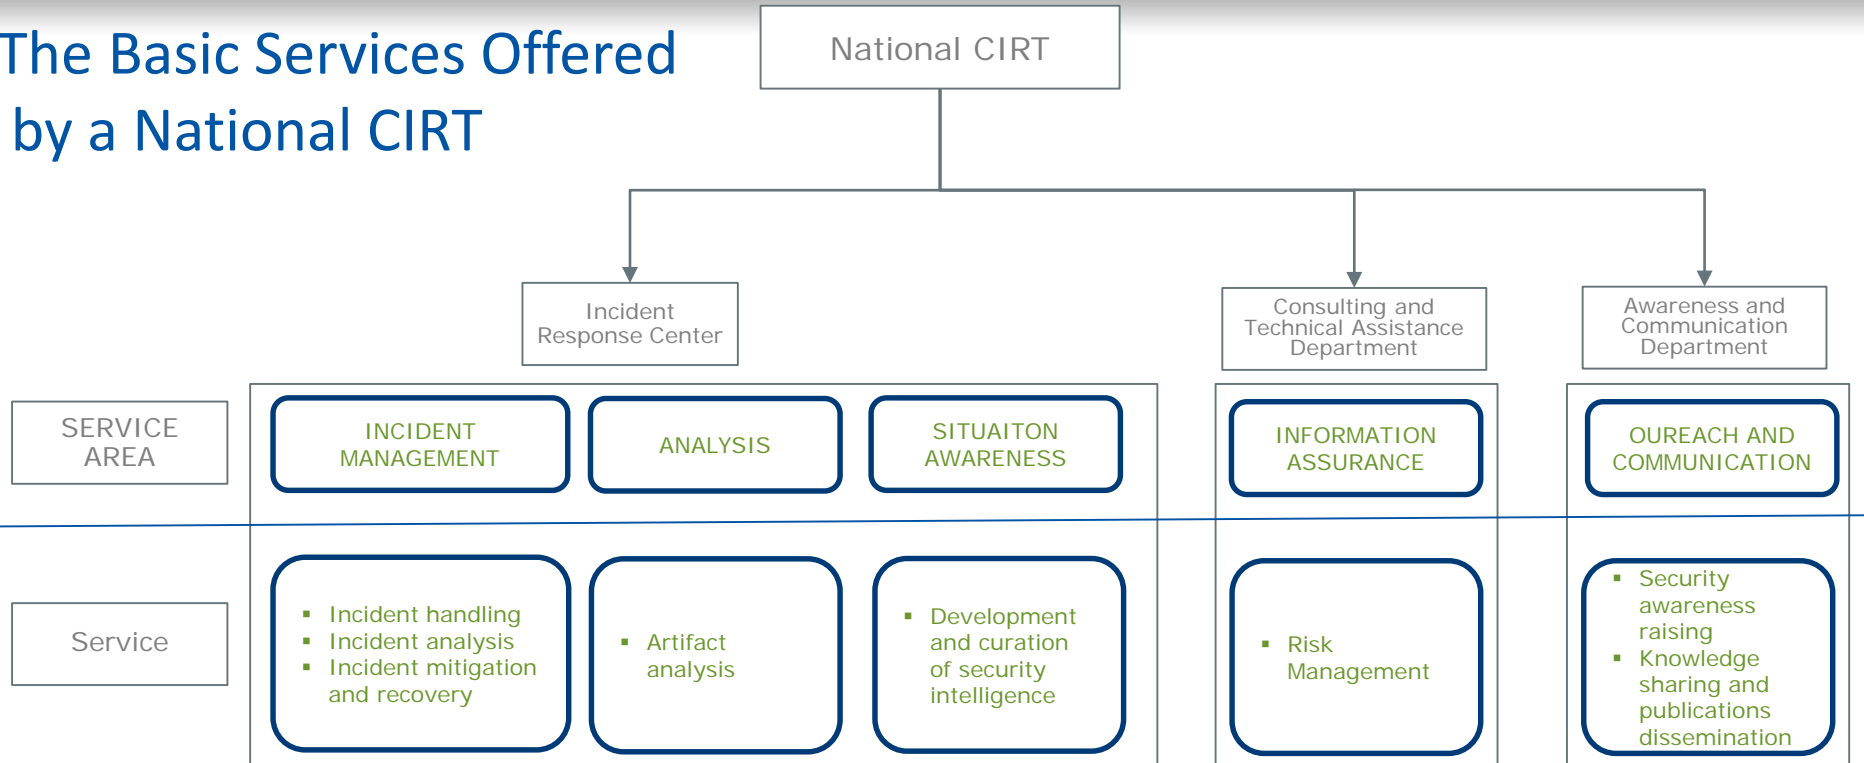 The Basic Services Offered
by a National CIRT
National CIRT
Incident
Response Center
Consulting and
Technical Assistance
Department
Awareness and
Communication
Department
SERVICE
AREA
INCIDENT
MANAGEMENT
ANALYSIS
SITUAITON
AWARENESS
INFORMATION
ASSURANCE
OUREACH AND
COMMUNICATION
Service
▪ Incident handling
▪ Incident analysis
▪ Incident mitigation
and recovery
▪ Artifact
analysis
▪ Development
and curation
of security
intelligence
▪ Risk
Management
▪ Security
awareness
raising
▪ Knowledge
sharing and
publications
dissemination